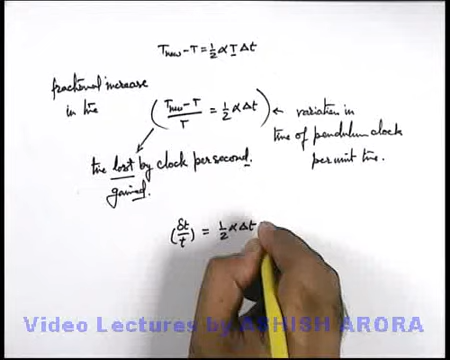 Tnew - T = 1/2 α T Δt
fractional increase
in time
( (Tnew - T)/T = 1/2 α Δt ) ← variation in
time of pendulum clock
per unit time.
time lost by clock per second.
gained.
(δt/t) = 1/2 α Δt
Video Lectures by ASHISH ARORA